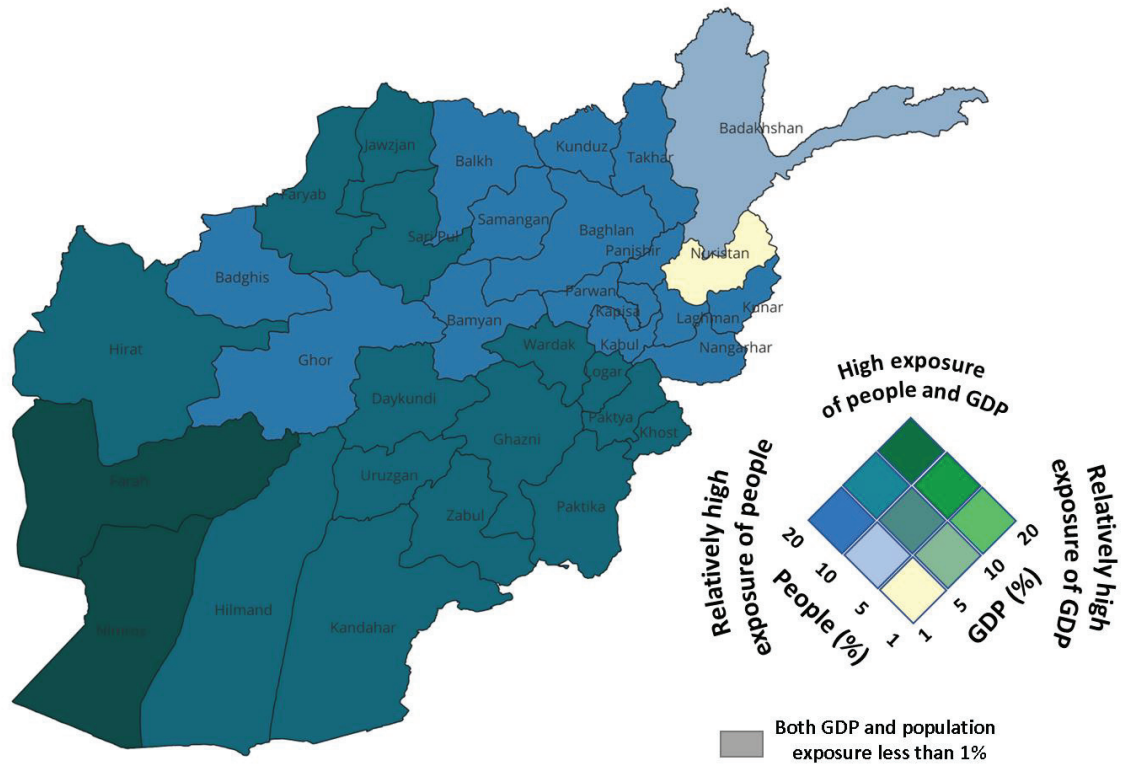 Badakhshan
Jawzjan
Balkh
Kunduz
Takhar
Faryab
Samangan
Sari Pul
Baghlan
Panjshir
Nuristan
Badghis
Parwan
Kapisa
Laghman
Kunar
Bamyan
Hirat
Ghor
Wardak
Kabul
Nangarhar
Logar
Daykundi
Paktya
Khost
Ghazni
Uruzgan
Farah
Zabul
Paktika
Hilmand
Kandahar
Nimroz
High exposure
of people and GDP
Relatively high
exposure of people
Relatively high
exposure of GDP
20
10
5
1
People (%)
1
5
10
20
GDP (%)
Both GDP and population
exposure less than 1%